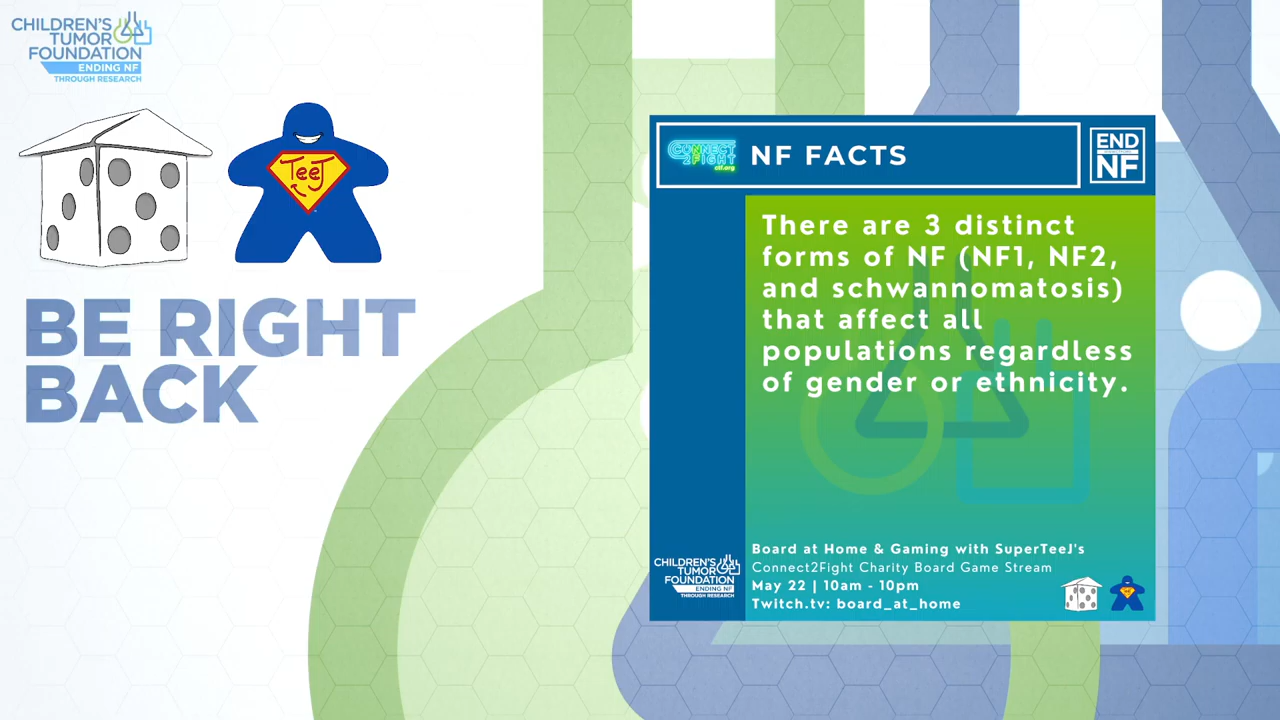 CHILDREN'S
TUMOR
FOUNDATION
ENDING NF
THROUGH RESEARCH
TeeJ
BE RIGHT
BACK
CONNECT
2FIGHT
ctf.org
NF FACTS
END
NF
There are 3 distinct
forms of NF (NF1, NF2,
and schwannomatosis)
that affect all
populations regardless
of gender or ethnicity.
CHILDREN'S
TUMOR
FOUNDATION
ENDING NF
THROUGH RESEARCH
Board at Home & Gaming with SuperTeeJ's
Connect2Fight Charity Board Game Stream
May 22 | 10am - 10pm
Twitch.tv: board_at_home